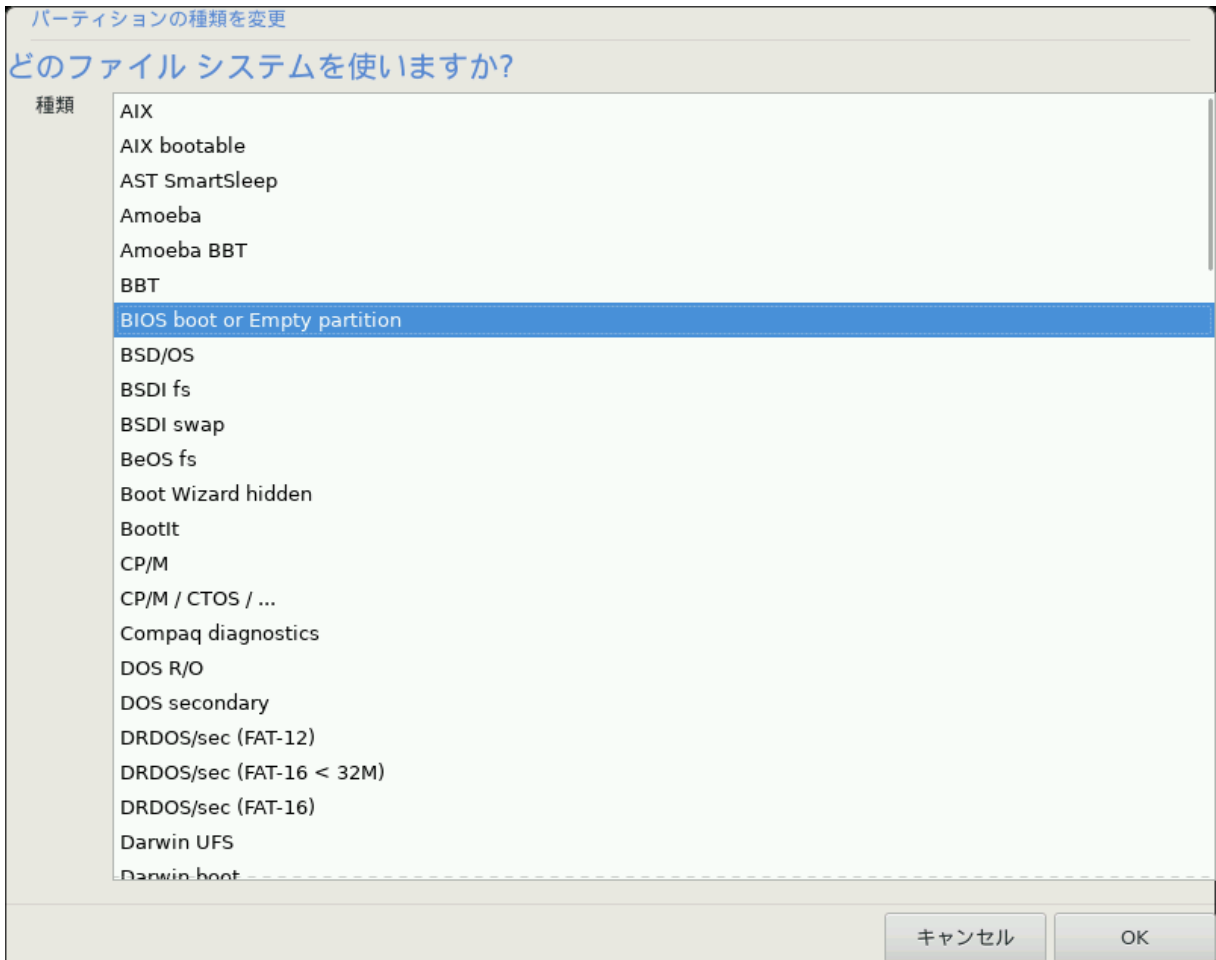 パーティションの種類を変更
どのファイル システムを使いますか?
種類
AIX
AIX bootable
AST SmartSleep
Amoeba
Amoeba BBT
BBT
BIOS boot or Empty partition
BSD/OS
BSDI fs
BSDI swap
BeOS fs
Boot Wizard hidden
BootIt
CP/M
CP/M / CTOS / ...
Compaq diagnostics
DOS R/O
DOS secondary
DRDOS/sec (FAT-12)
DRDOS/sec (FAT-16 < 32M)
DRDOS/sec (FAT-16)
Darwin UFS
Darwin boot
キャンセル
OK